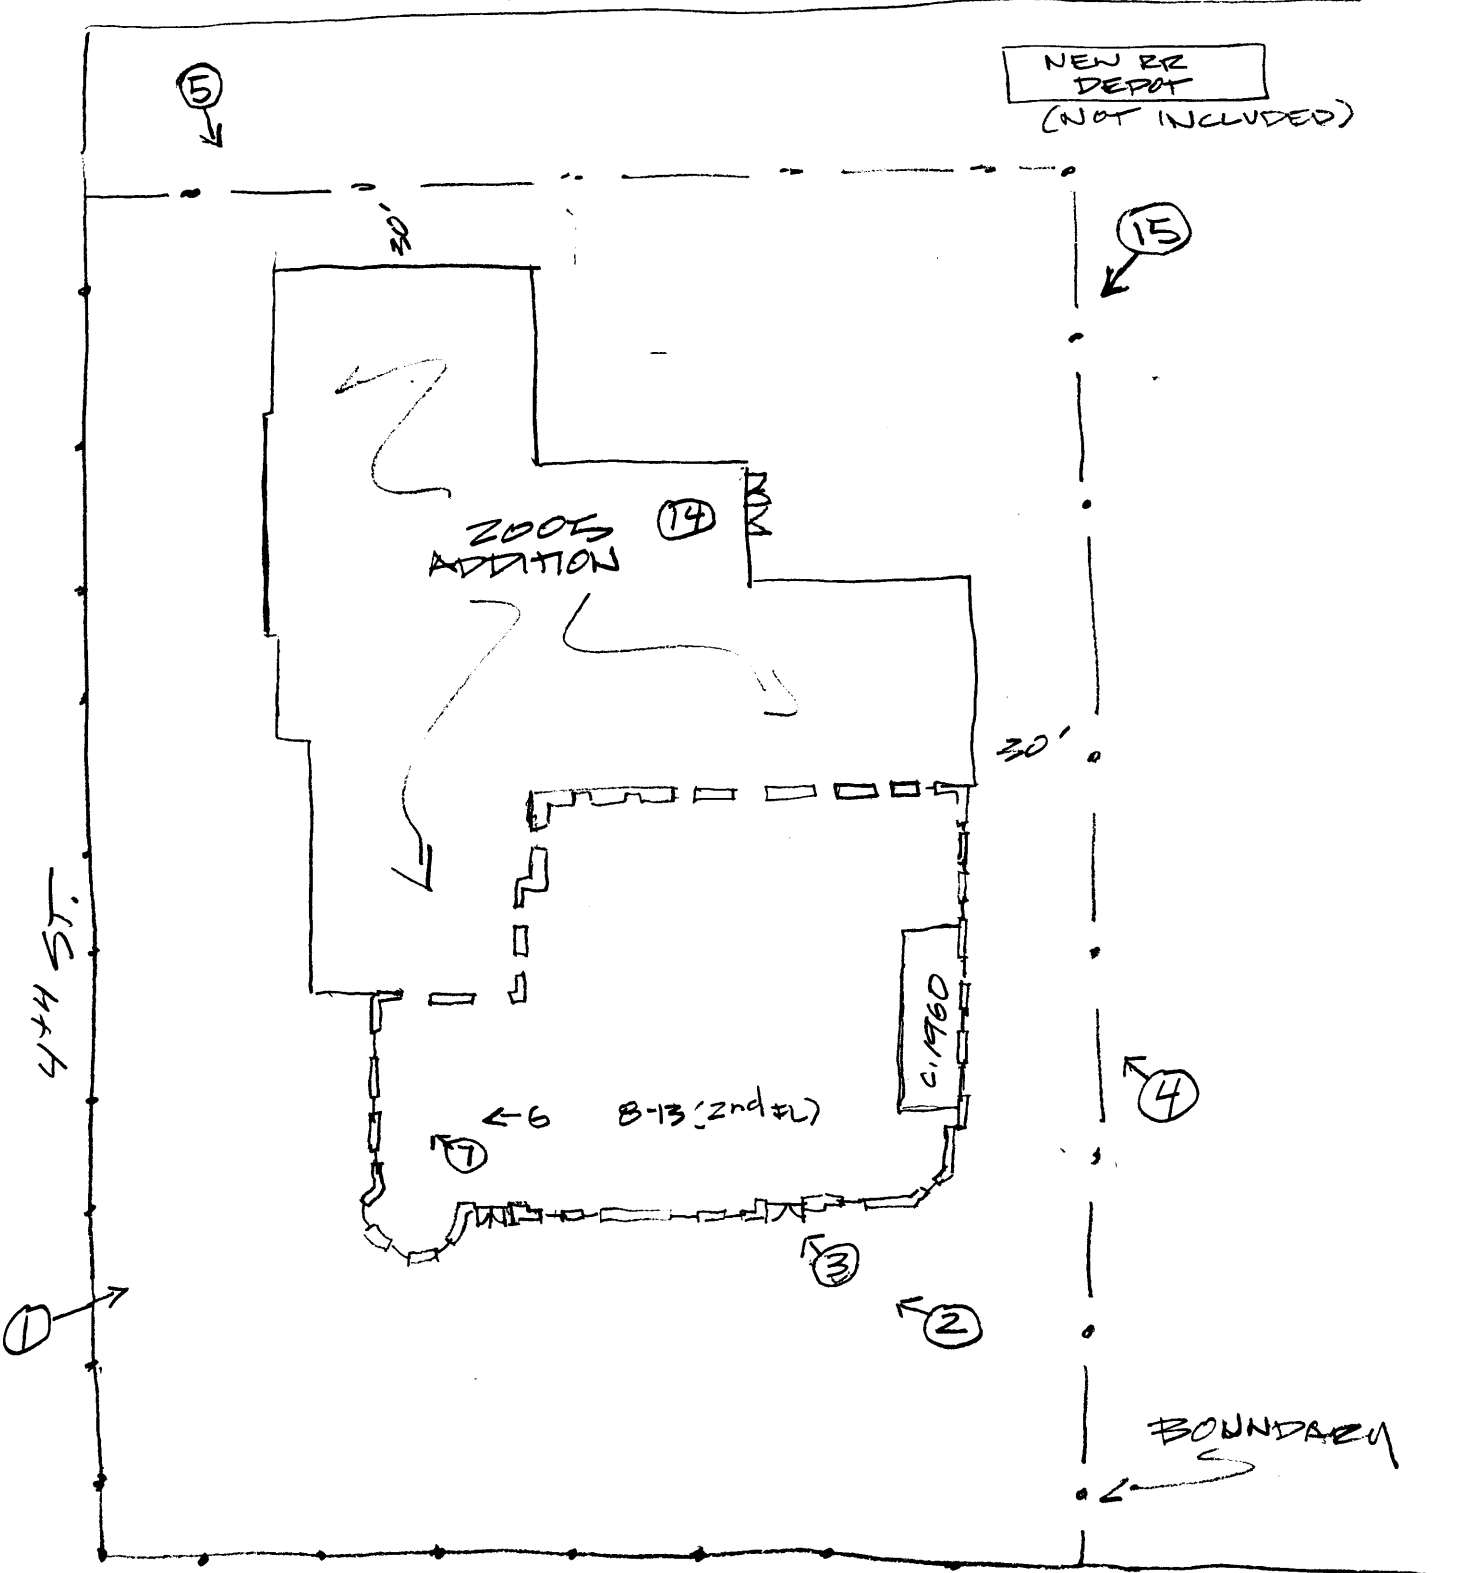 NEW RR
DEPOT
(NOT INCLUDED)
5
30'
15
2005
ADDITION
14
30'
4th ST.
C. 1960
4
6
8-13 (2nd FL)
7
3
1
2
BOUNDARY